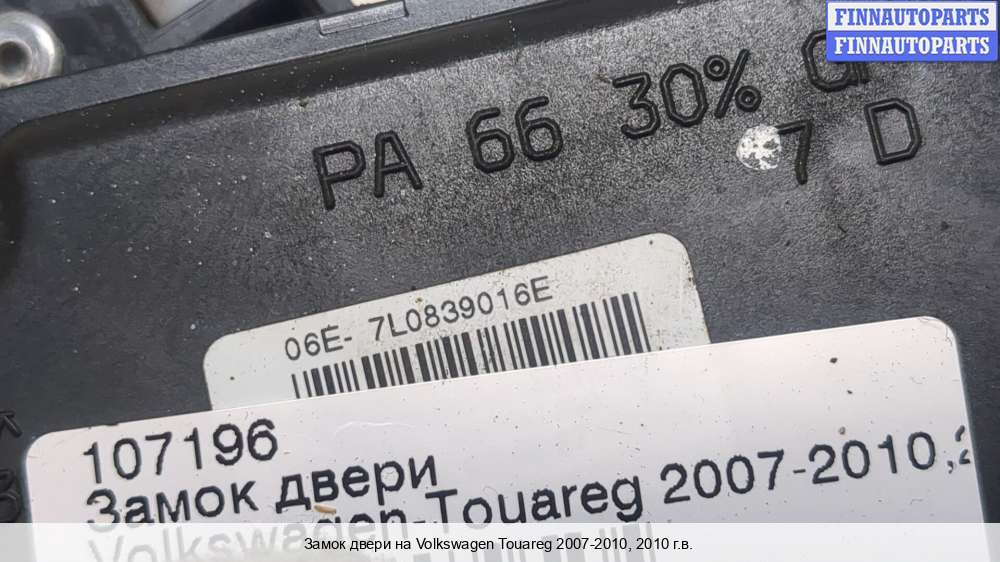 FINNAUTOPARTS
FINNAUTOPARTS
PA 66 30%
7 D
06E- 7L0839016E
107196
Замок двери
Volkswagen-Touareg 2007-2010,
Замок двери на Volkswagen Touareg 2007-2010, 2010 г.в.